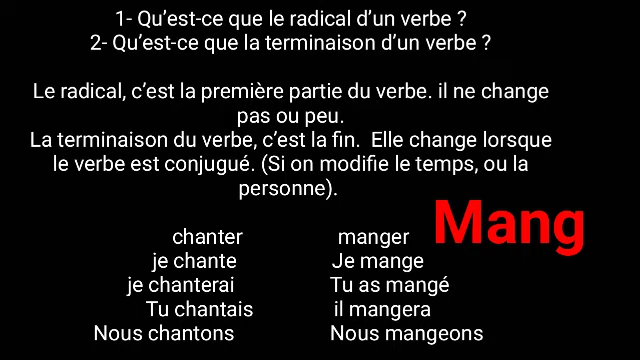 1- Qu’est-ce que le radical d’un verbe ?
2- Qu’est-ce que la terminaison d’un verbe ?
Le radical, c’est la première partie du verbe. il ne change
pas ou peu.
La terminaison du verbe, c’est la fin. Elle change lorsque
le verbe est conjugué. (Si on modifie le temps, ou la
personne).
Mang
chanter manger
je chante Je mange
je chanterai Tu as mangé
Tu chantais il mangera
Nous chantons Nous mangeons